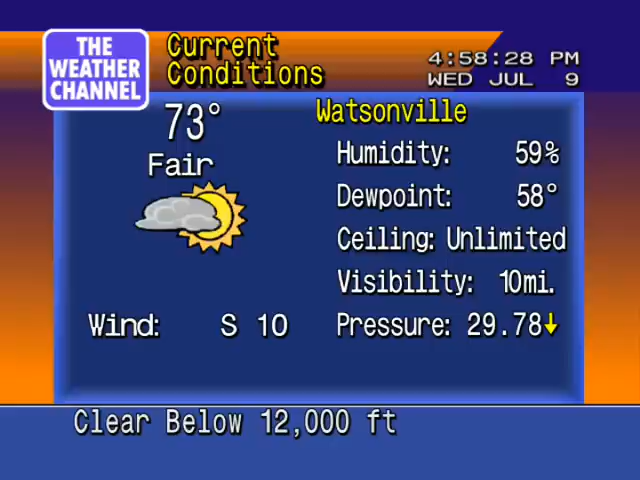 THE
WEATHER
CHANNEL
Current
Conditions
4:58:28 PM
WED JUL 9
73°
Fair
Wind: S 10
Watsonville
Humidity: 59%
Dewpoint: 58°
Ceiling: Unlimited
Visibility: 10mi.
Pressure: 29.78↓
Clear Below 12,000 ft